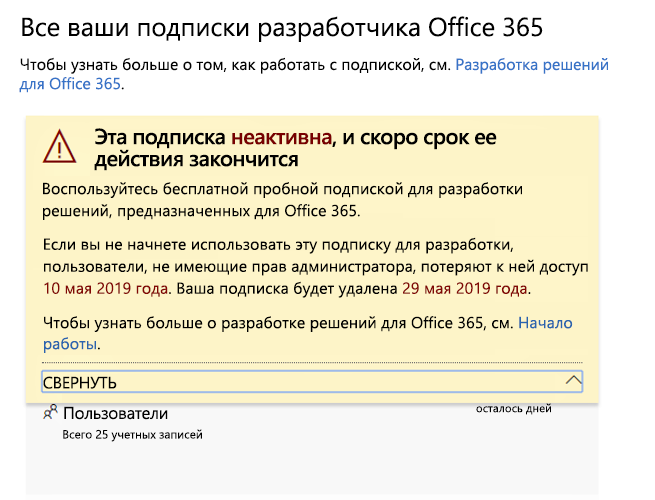 Все ваши подписки разработчика Office 365
Чтобы узнать больше о том, как работать с подпиской, см. Разработка решений
для Office 365.
Эта подписка неактивна, и скоро срок ее
действия закончится
Воспользуйтесь бесплатной пробной подпиской для разработки
решений, предназначенных для Office 365.
Если вы не начнете использовать эту подписку для разработки,
пользователи, не имеющие прав администратора, потеряют к ней доступ
10 мая 2019 года. Ваша подписка будет удалена 29 мая 2019 года.
Чтобы узнать больше о разработке решений для Office 365, см. Начало
работы.
СВЕРНУТЬ
Пользователи
осталось дней
Всего 25 учетных записей